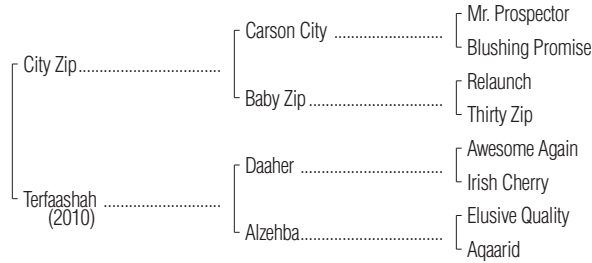 Mr. Prospector
Carson City ..............................
Blushing Promise
City Zip........................................
Relaunch
Baby Zip.....................................
Thirty Zip
Awesome Again
Daaher .......................................
Irish Cherry
Terfaashah .................................
(2010)
Elusive Quality
Alzehba.......................................
Aqaarid